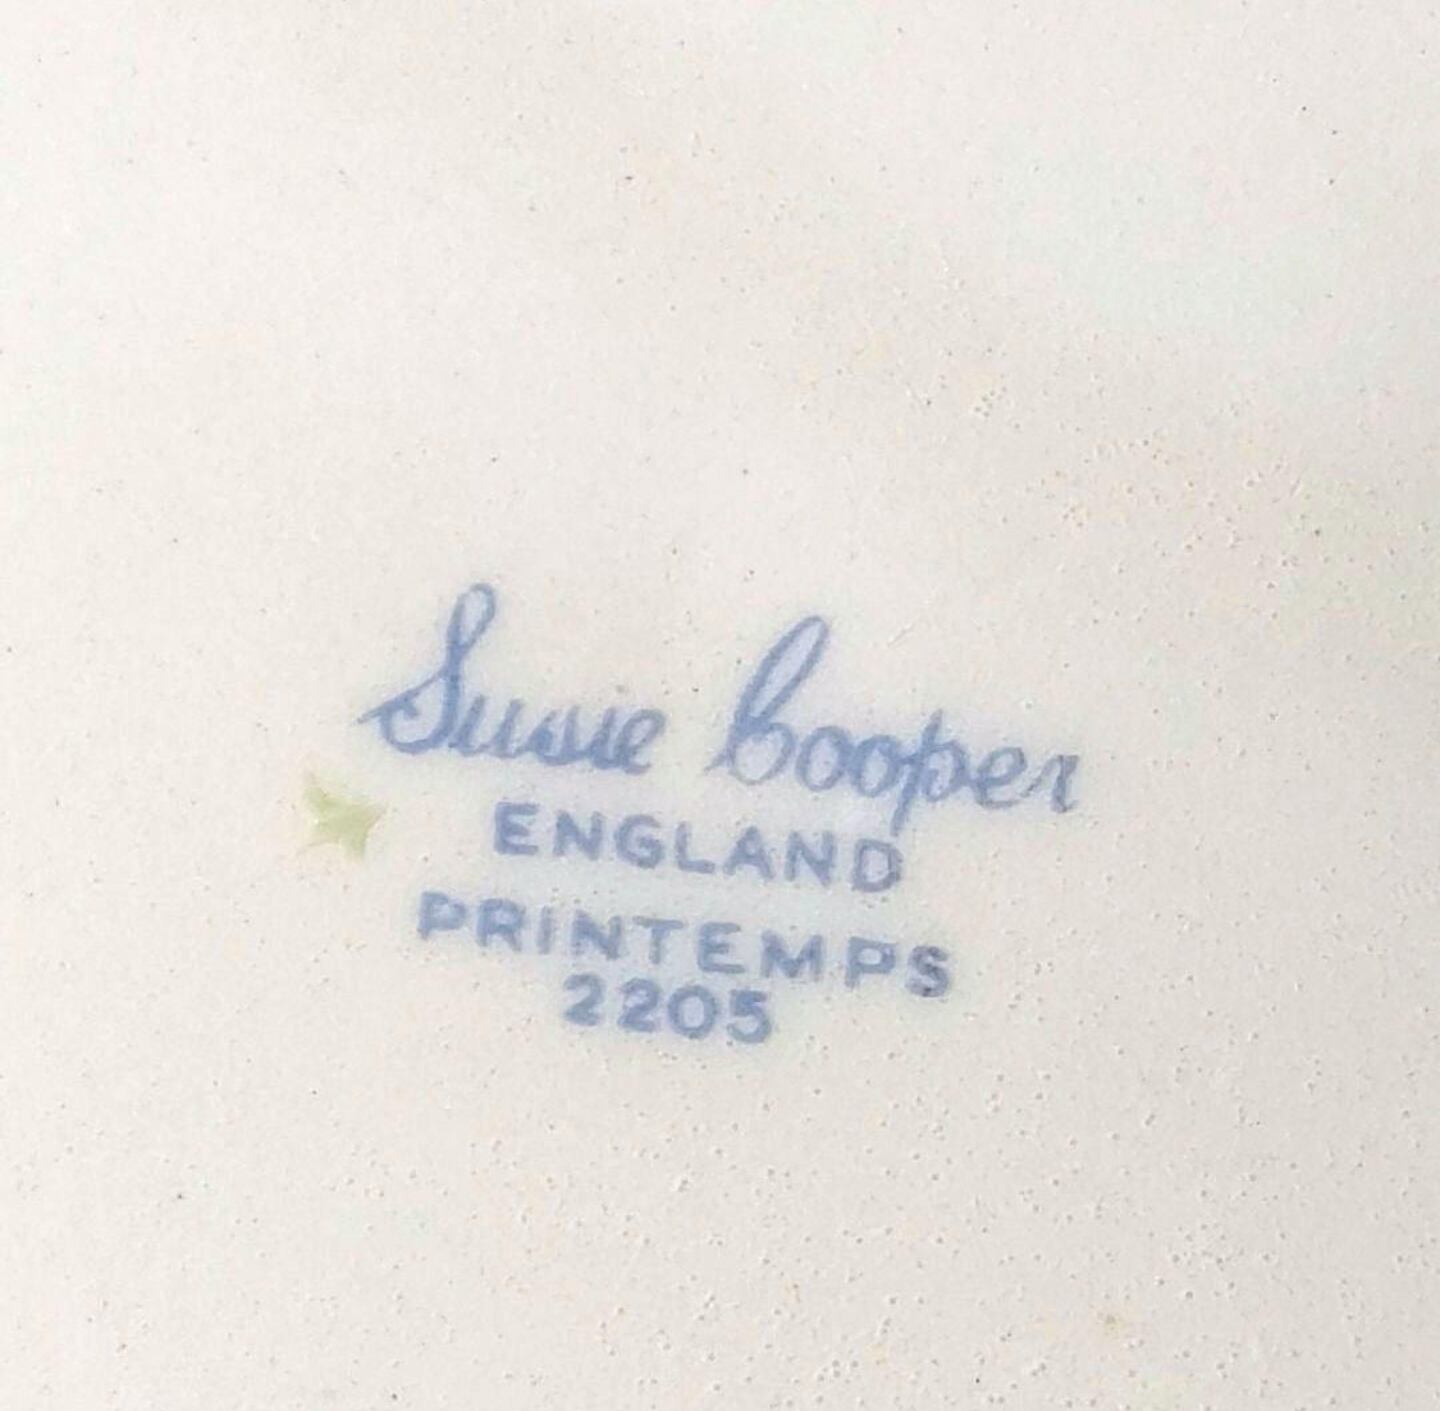 Susie Cooper
ENGLAND
PRINTEMPS
2205